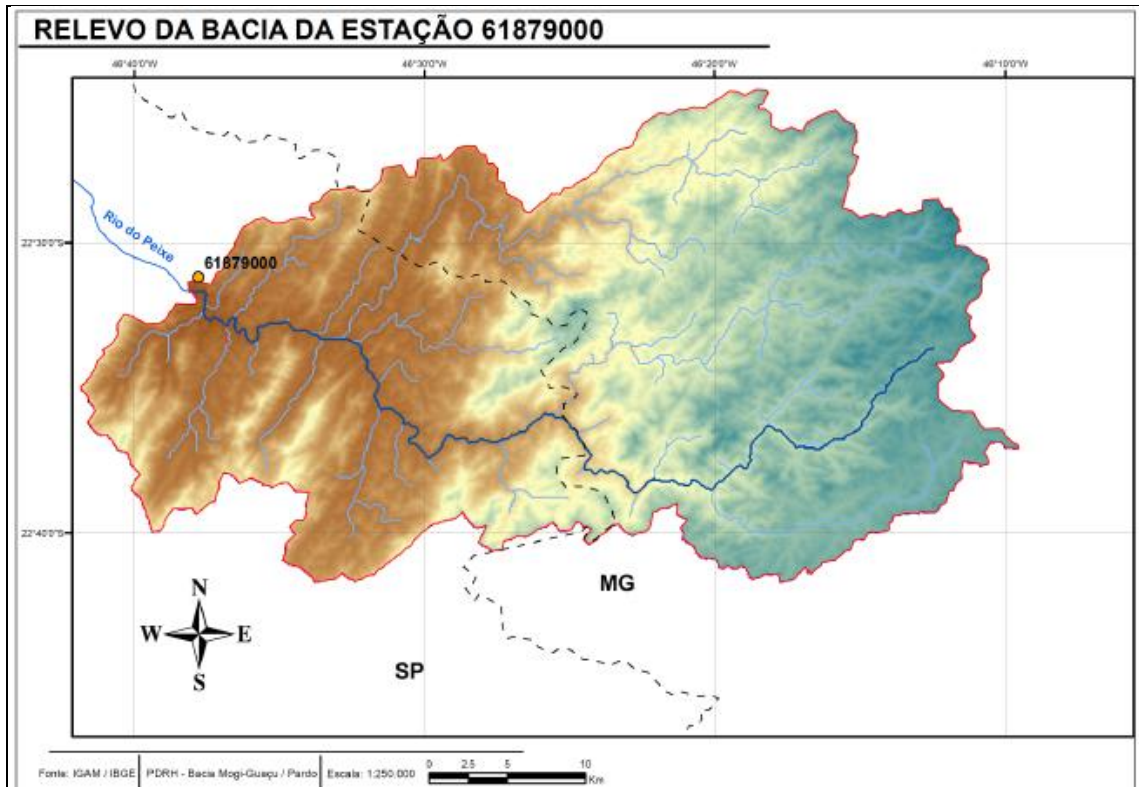 RELEVO DA BACIA DA ESTAÇÃO 61879000
46°40'0"W 46°30'0"W 46°20'0"W 46°10'0"W
22°30'0"S
Rio do Peixe
61879000
22°40'0"S
MG
N
W E
S
SP
Fonte: IGAM / IBGE PDRH - Bacia Mogi-Guaçu / Pardo Escala: 1:250.000 0 2.5 5 10
Km